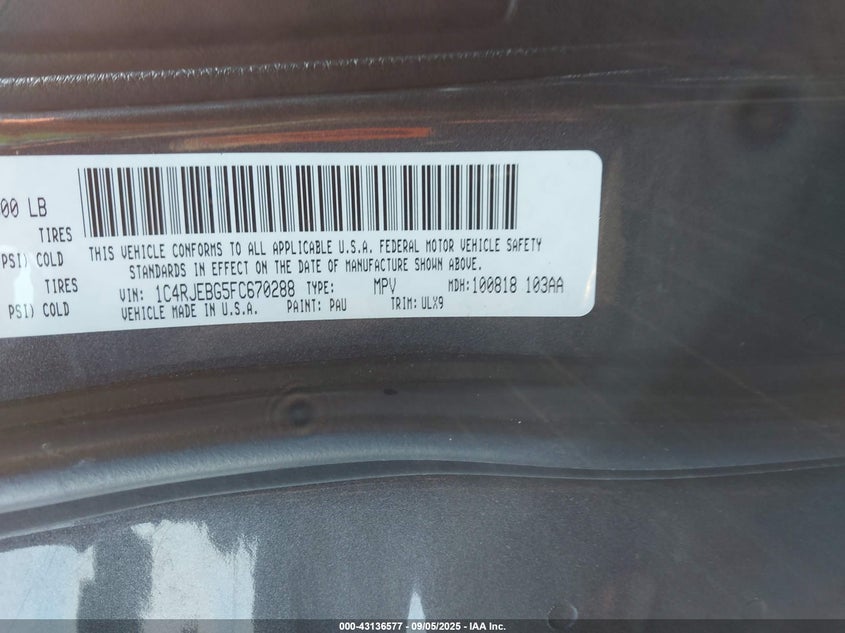 00 LB
TIRES
PSI) COLD
TIRES
PSI) COLD
THIS VEHICLE CONFORMS TO ALL APPLICABLE U.S.A. FEDERAL MOTOR VEHICLE SAFETY
STANDARDS IN EFFECT ON THE DATE OF MANUFACTURE SHOWN ABOVE.
VIN: 1C4RJEBG5FC670288 TYPE: MPV MDH:100818 103AA
VEHICLE MADE IN U.S.A. PAINT: PAU TRIM: ULX9
000-43136577 - 09/05/2025 - IAA Inc.